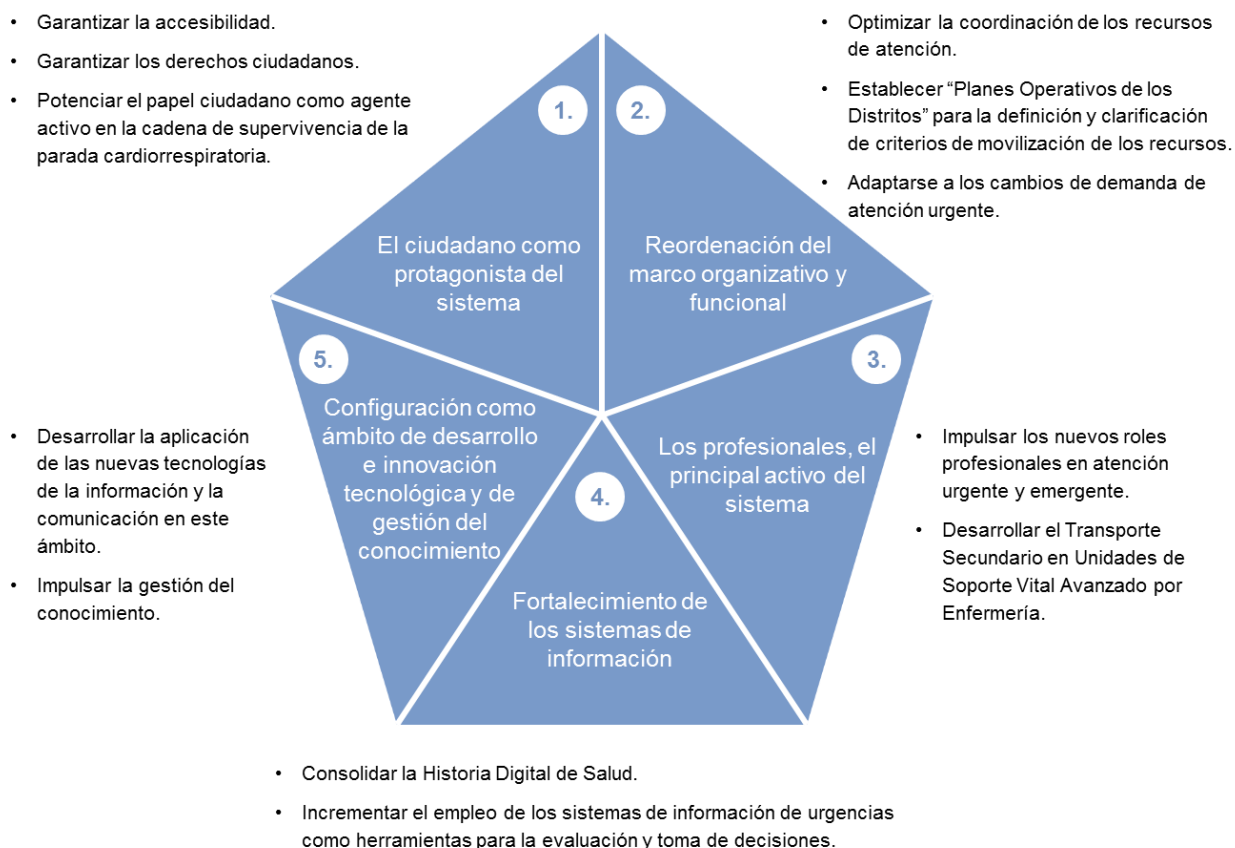 • Garantizar la accesibilidad.
• Garantizar los derechos ciudadanos.
• Potenciar el papel ciudadano como agente
activo en la cadena de supervivencia de la
parada cardiorrespiratoria.
• Optimizar la coordinación de los recursos
de atención.
• Establecer “Planes Operativos de los
Distritos” para la definición y clarificación
de criterios de movilización de los recursos.
• Adaptarse a los cambios de demanda de
atención urgente.
1.
El ciudadano como
protagonista del
sistema
2.
Reordenación del
marco organizativo y
funcional
3.
Los profesionales, el
principal activo del
sistema
• Impulsar los nuevos roles
profesionales en atención
urgente y emergente.
• Desarrollar el Transporte
Secundario en Unidades de
Soporte Vital Avanzado por
Enfermería.
4.
Fortalecimiento de
los sistemas de
información
5.
Configuración como
ámbito de desarrollo
e innovación
tecnológica y de
gestión del
conocimiento
• Desarrollar la aplicación
de las nuevas tecnologías
de la información y la
comunicación en este
ámbito.
• Impulsar la gestión del
conocimiento.
• Consolidar la Historia Digital de Salud.
• Incrementar el empleo de los sistemas de información de urgencias
como herramientas para la evaluación y toma de decisiones.